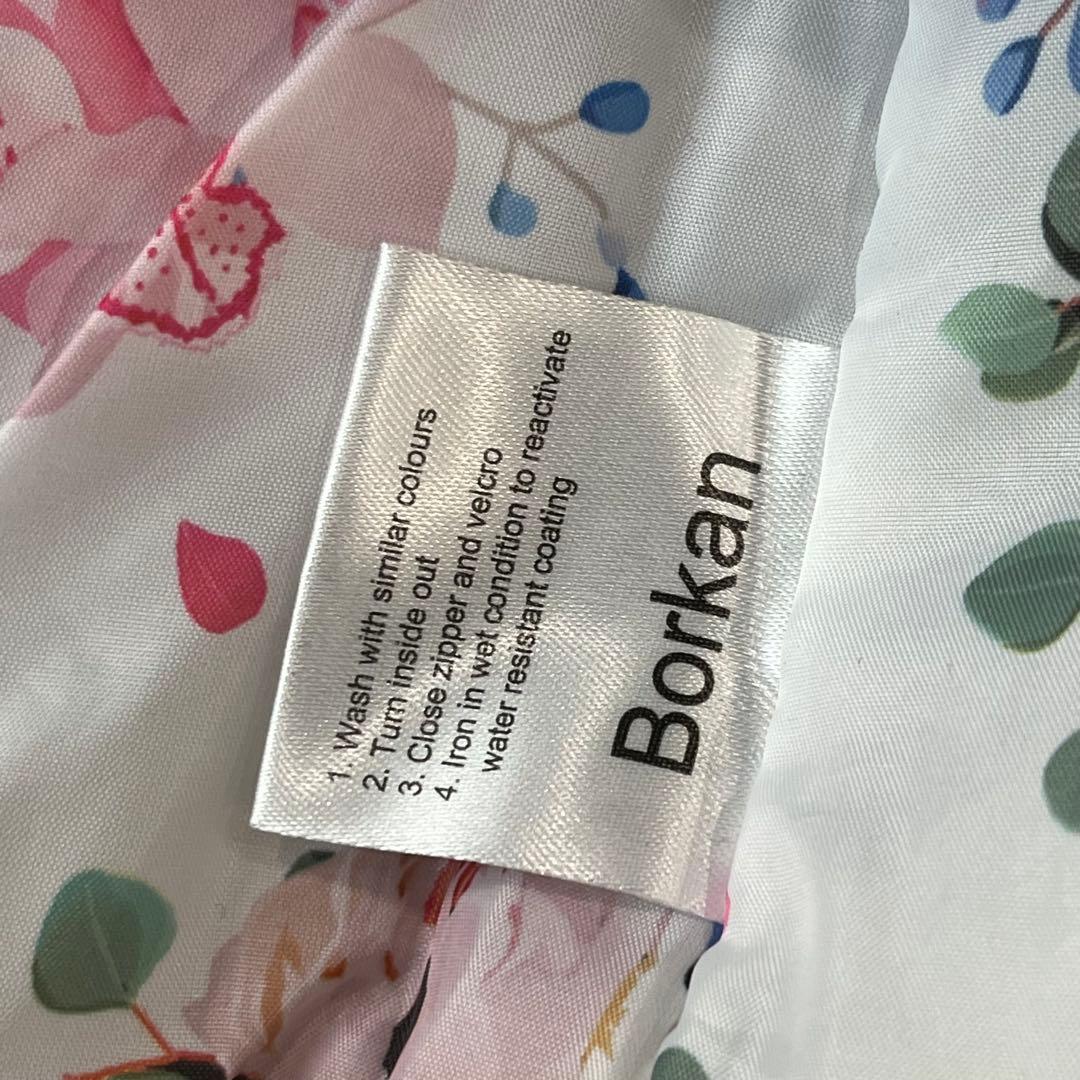 1. Wash with similar colours
2. Turn inside out
3. Close zipper and velcro
4. Iron in wet condition to reactivate
water resistant coating
Borkan